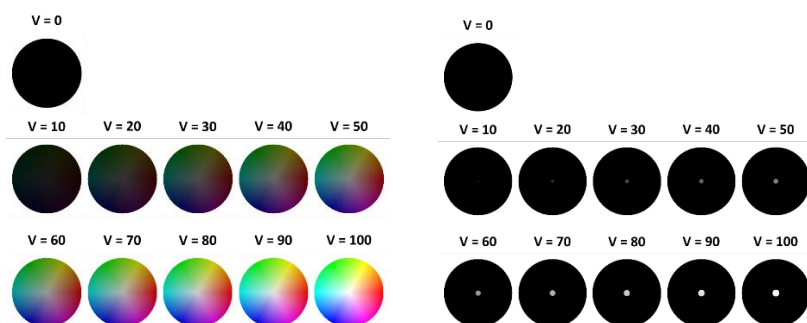 V = 0
V = 10 V = 20 V = 30 V = 40 V = 50
V = 60 V = 70 V = 80 V = 90 V = 100
V = 0
V = 10 V = 20 V = 30 V = 40 V = 50
V = 60 V = 70 V = 80 V = 90 V = 100